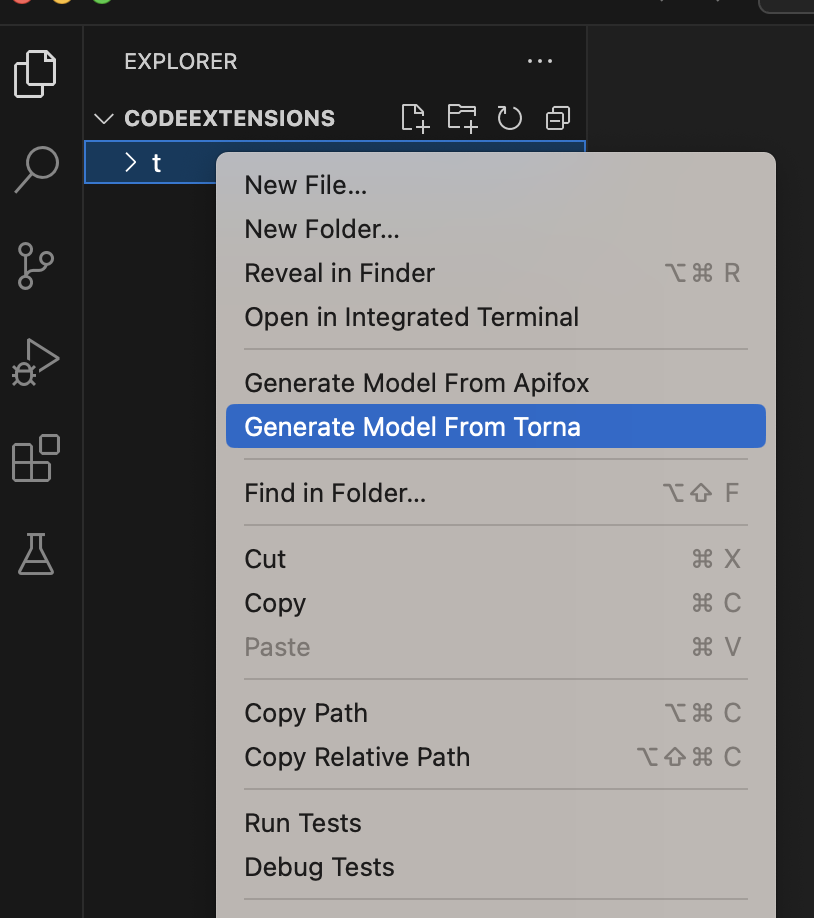 EXPLORER
CODEEXTENSIONS
t
New File...
New Folder...
Reveal in Finder ⌥⌘ R
Open in Integrated Terminal
Generate Model From Apifox
Generate Model From Torna
Find in Folder... ⌥⇧ F
Cut ⌘ X
Copy ⌘ C
Paste ⌘ V
Copy Path ⌥⌘ C
Copy Relative Path ⌥⇧⌘ C
Run Tests
Debug Tests